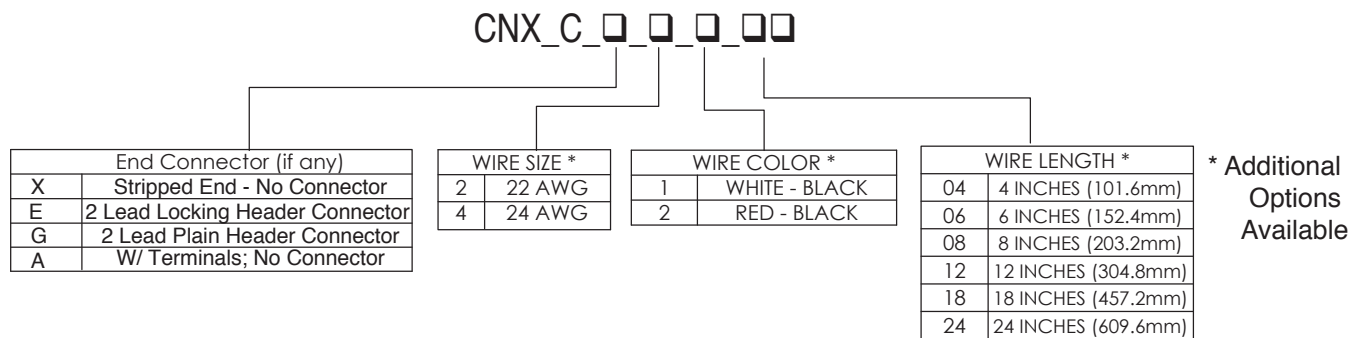 CNX_C_❑_❑_❑_❑❑
End Connector (if any)
X Stripped End - No Connector
E 2 Lead Locking Header Connector
G 2 Lead Plain Header Connector
A W/ Terminals; No Connector
WIRE SIZE *
2 22 AWG
4 24 AWG
WIRE COLOR *
1 WHITE - BLACK
2 RED - BLACK
WIRE LENGTH *
04 4 INCHES (101.6mm)
06 6 INCHES (152.4mm)
08 8 INCHES (203.2mm)
12 12 INCHES (304.8mm)
18 18 INCHES (457.2mm)
24 24 INCHES (609.6mm)
* Additional
Options
Available